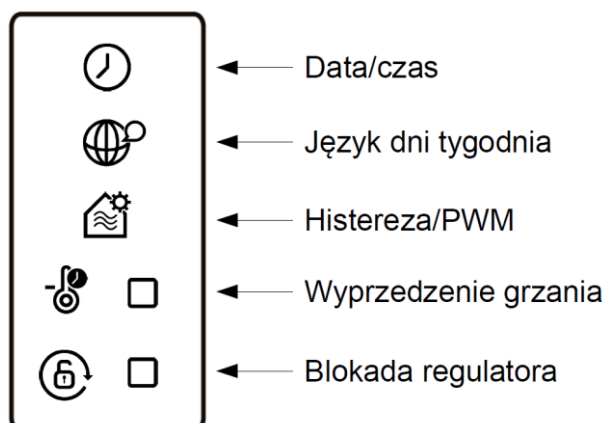 Data/czas
Język dni tygodnia
Histereza/PWM
Wyprzedzenie grzania
Blokada regulatora